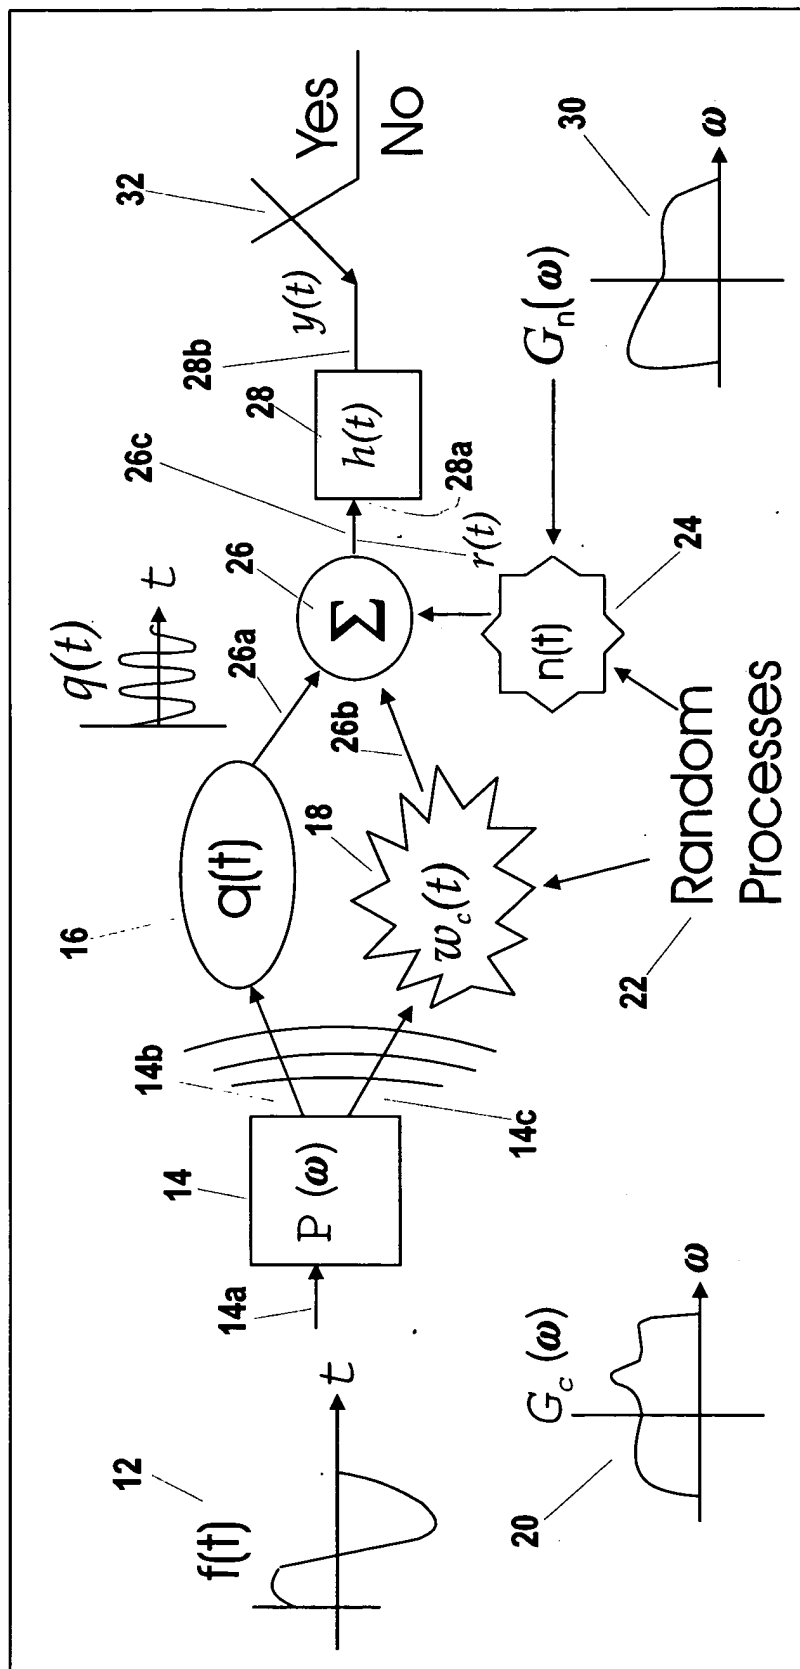 12
f(t)
t
14a
14
P (ω)
14b
14c
16
q(t)
q(t)
t
18
w_c(t)
20
G_c (ω)
ω
22
Random
Processes
24
n(t)
26
Σ
26a
26b
26c
r(t)
28
h(t)
28a
28b
y(t)
30
G_n(ω)
ω
32
Yes
No